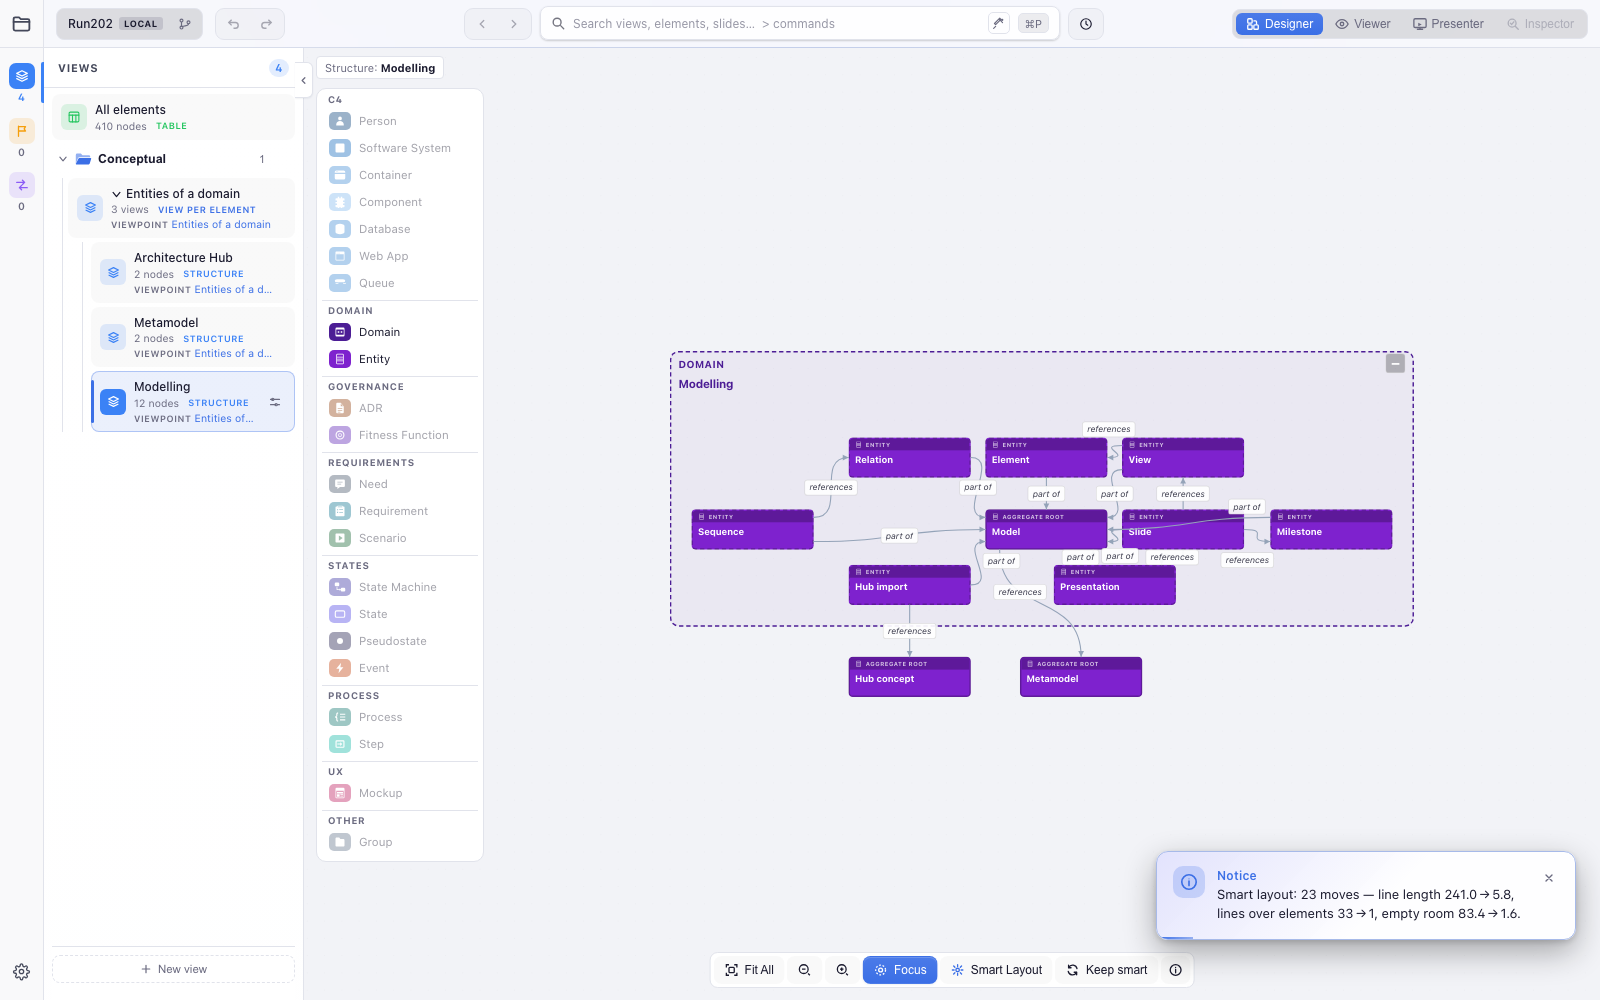 Run202 LOCAL
Search views, elements, slides... > commands
⌘P
Designer
Viewer
Presenter
Inspector
4
0
0
VIEWS
4
All elements
410 nodes TABLE
Conceptual
1
Entities of a domain
3 views VIEW PER ELEMENT
VIEWPOINT Entities of a domain
Architecture Hub
2 nodes STRUCTURE
VIEWPOINT Entities of a d...
Metamodel
2 nodes STRUCTURE
VIEWPOINT Entities of a d...
Modelling
12 nodes STRUCTURE
VIEWPOINT Entities of...
New view
Structure: Modelling
C4
Person
Software System
Container
Component
Database
Web App
Queue
DOMAIN
Domain
Entity
GOVERNANCE
ADR
Fitness Function
REQUIREMENTS
Need
Requirement
Scenario
STATES
State Machine
State
Pseudostate
Event
PROCESS
Process
Step
UX
Mockup
OTHER
Group
DOMAIN
Modelling
references
ENTITY
Relation
ENTITY
Element
ENTITY
View
references
part of
part of
part of
references
part of
ENTITY
Sequence
AGGREGATE ROOT
Model
ENTITY
Slide
ENTITY
Milestone
part of
part of
part of
part of
references
references
ENTITY
Hub import
references
ENTITY
Presentation
references
AGGREGATE ROOT
Hub concept
AGGREGATE ROOT
Metamodel
Notice
Smart layout: 23 moves — line length 241.0→5.8,
lines over elements 33→1, empty room 83.4→1.6.
Fit All
Focus
Smart Layout
Keep smart